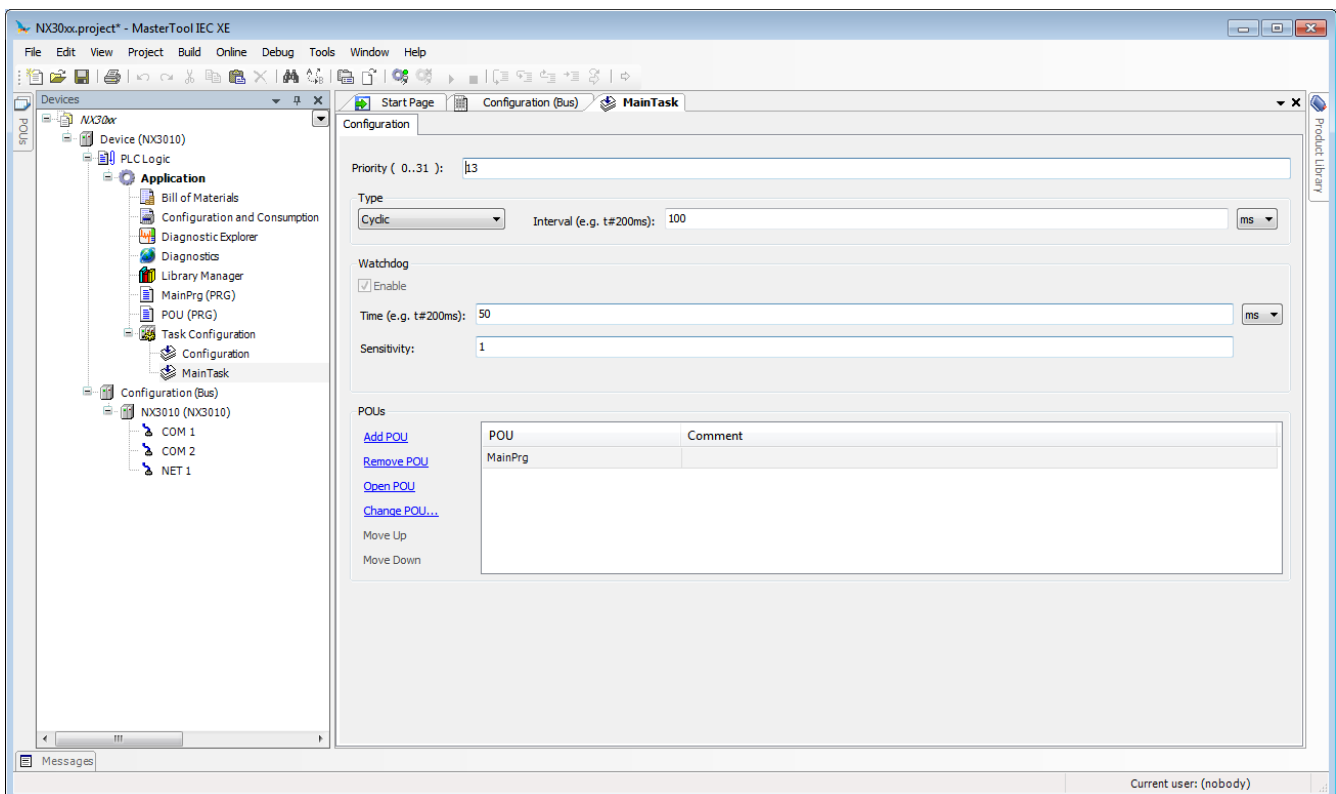 NX30xx.project* - MasterTool IEC XE
File Edit View Project Build Online Debug Tools Window Help
Devices
Start Page Configuration (Bus) MainTask
POUs
Product Library
NX30xx
Device (NX3010)
PLC Logic
Application
Bill of Materials
Configuration and Consumption
Diagnostic Explorer
Diagnostics
Library Manager
MainPrg (PRG)
POU (PRG)
Task Configuration
Configuration
MainTask
Configuration (Bus)
NX3010 (NX3010)
COM 1
COM 2
NET 1
Configuration
Priority ( 0..31 ): 13
Type
Cyclic Interval (e.g. t#200ms): 100 ms
Watchdog
Enable
Time (e.g. t#200ms): 50 ms
Sensitivity: 1
POUs
Add POU
Remove POU
Open POU
Change POU...
Move Up
Move Down
POU Comment
MainPrg
Messages
Current user: (nobody)